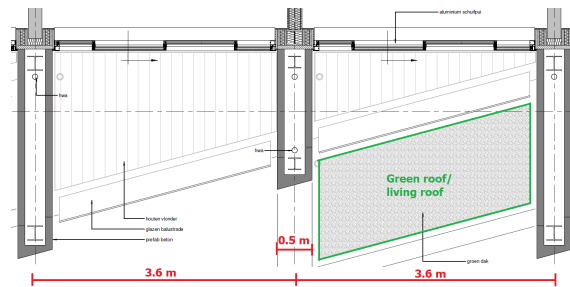 aluminium schuifpui
hwa
hwa
Green roof/
living roof
houten vlonder
glazen balustrade
prefab beton
0.5 m
groen dak
3.6 m
3.6 m